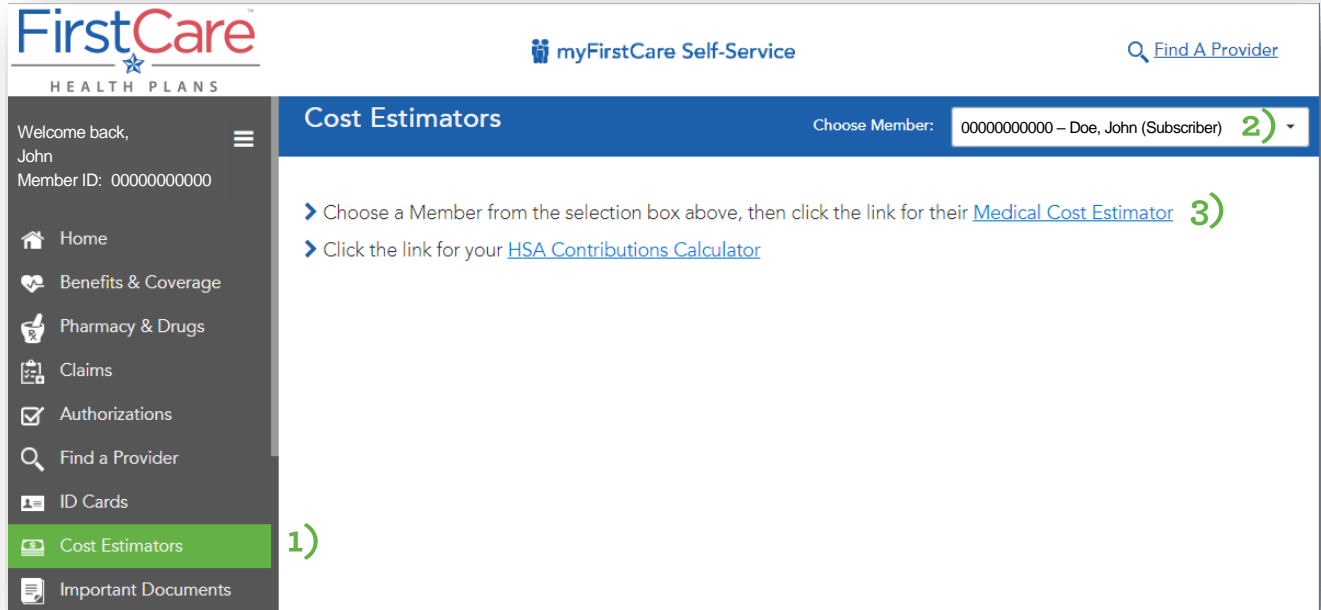 FirstCare™
HEALTH PLANS
myFirstCare Self-Service
Find A Provider
Welcome back,
John
Member ID: 00000000000
Cost Estimators
Choose Member:
00000000000 – Doe, John (Subscriber) 2)
Choose a Member from the selection box above, then click the link for their Medical Cost Estimator 3)
Click the link for your HSA Contributions Calculator
Home
Benefits & Coverage
Pharmacy & Drugs
Claims
Authorizations
Find a Provider
ID Cards
Cost Estimators 1)
Important Documents